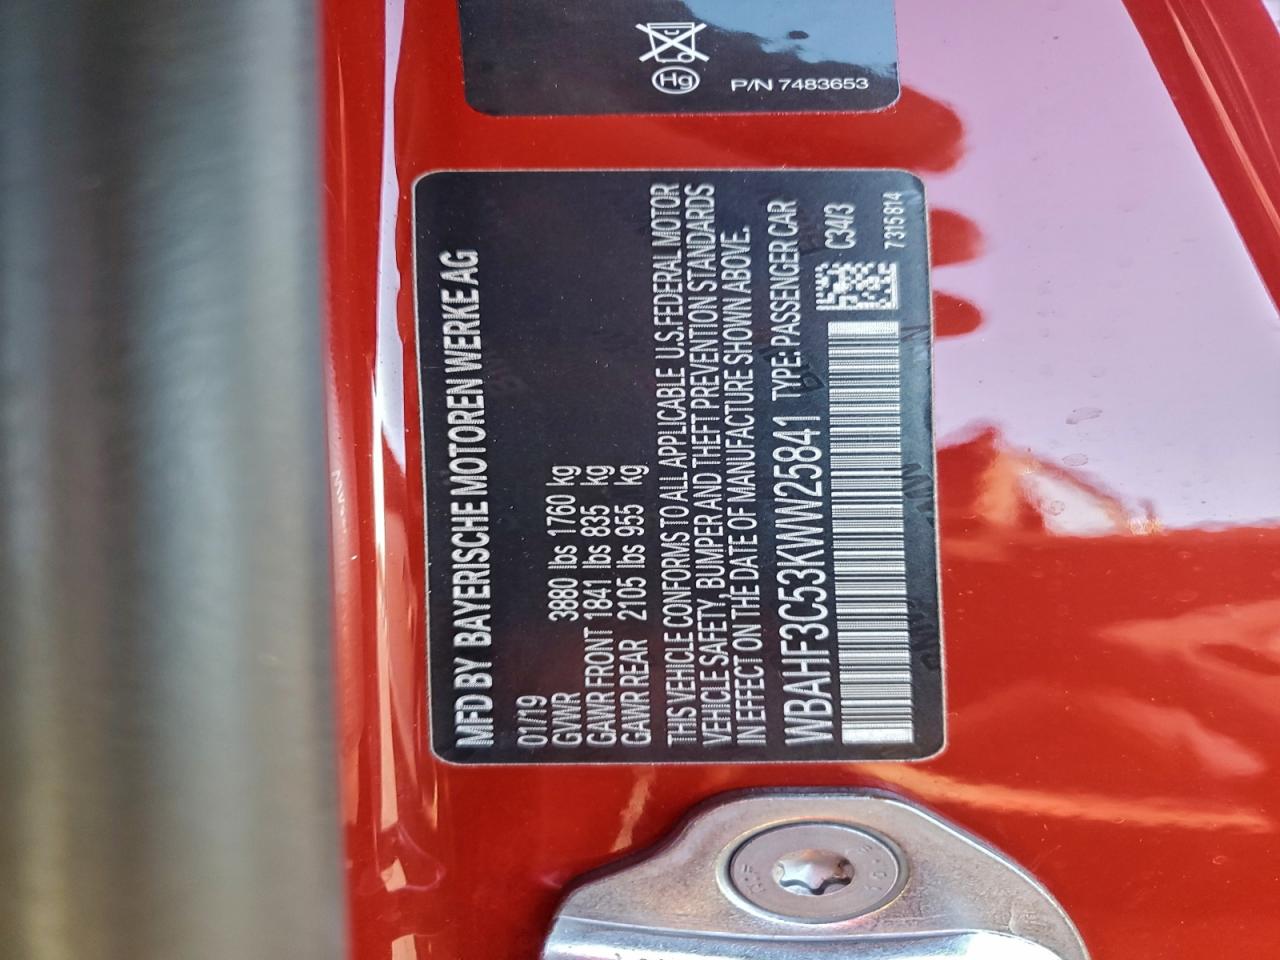 Hg
P/N 7483653
MFD BY BAYERISCHE MOTOREN WERKE AG
01/19
GVWR 3880 lbs 1760 kg
GAWR FRONT 1841 lbs 835 kg
GAWR REAR 2105 lbs 955 kg
THIS VEHICLE CONFORMS TO ALL APPLICABLE U.S.FEDERAL MOTOR
VEHICLE SAFETY, BUMPER AND THEFT PREVENTION STANDARDS
IN EFFECT ON THE DATE OF MANUFACTURE SHOWN ABOVE.
WBAHF3C53KWW25841 TYPE: PASSENGER CAR
C34/3
7315814